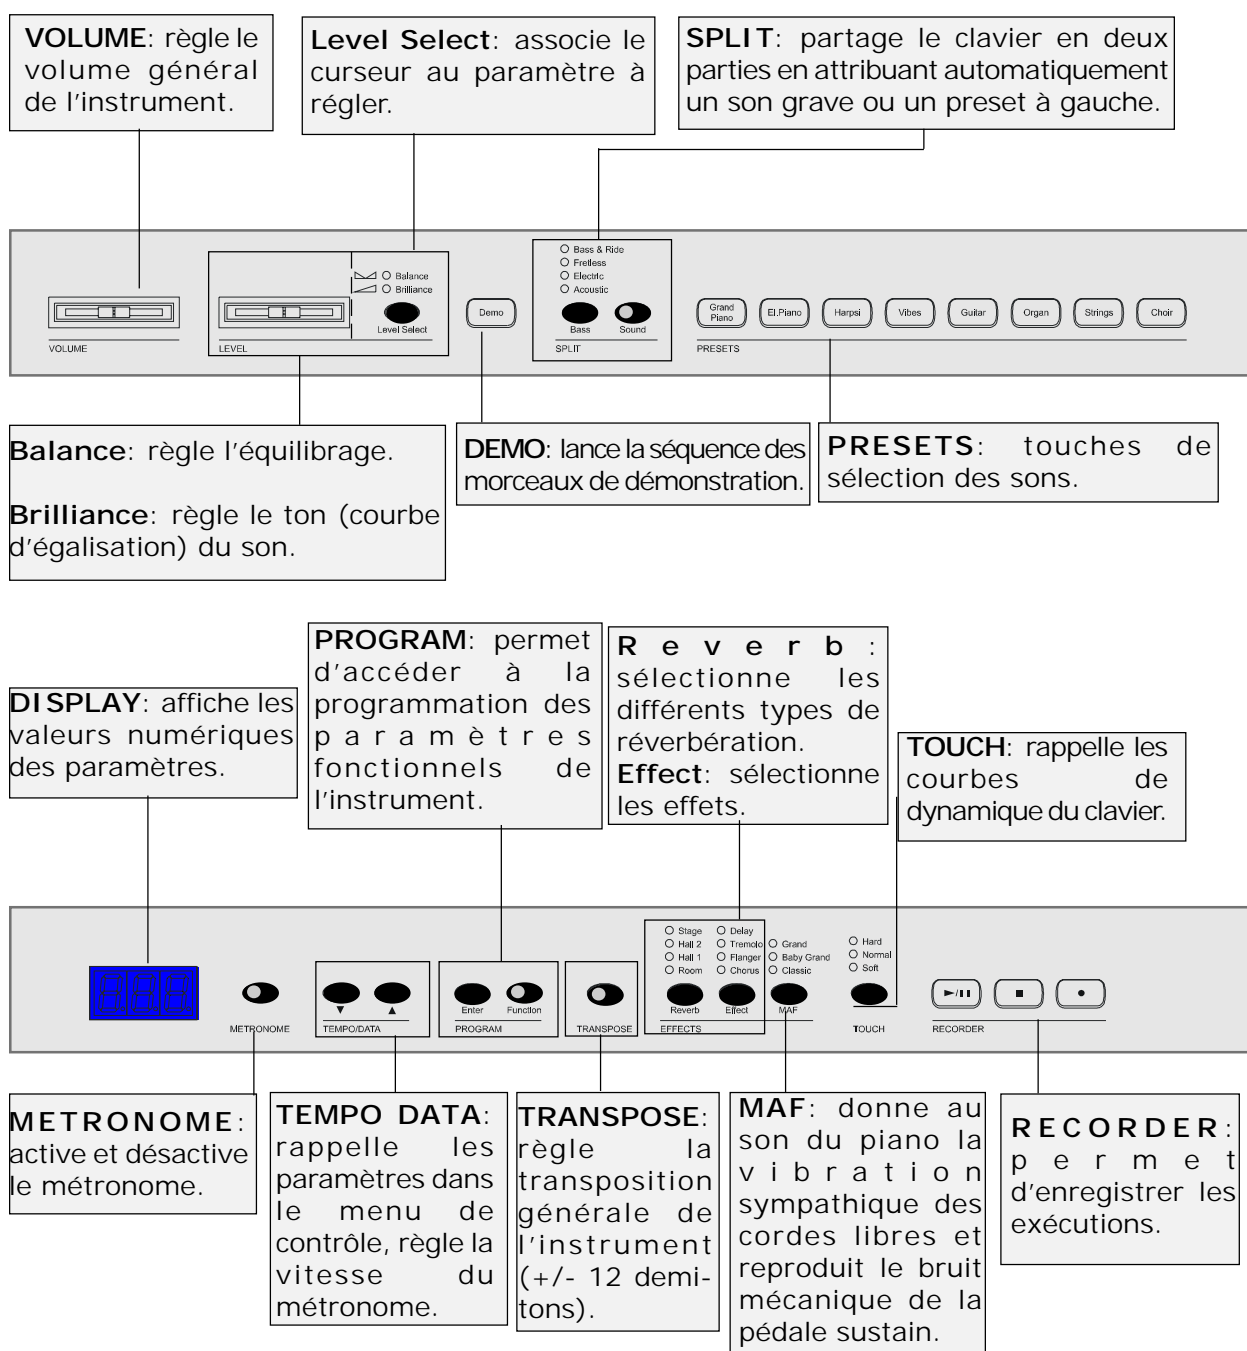 VOLUME: règle le
volume général
de l'instrument.
Level Select: associe le
curseur au paramètre à
régler.
SPLIT: partage le clavier en deux
parties en attribuant automatiquement
un son grave ou un preset à gauche.
VOLUME
LEVEL
Balance
Brilliance
Level Select
Demo
Bass & Ride
Fretless
Electric
Acoustic
Bass
Sound
SPLIT
Grand
Piano
El.Piano
Harpsi
Vibes
Guitar
Organ
Strings
Choir
PRESETS
Balance: règle l'équilibrage.
Brilliance: règle le ton (courbe
d'égalisation) du son.
DEMO: lance la séquence des
morceaux de démonstration.
PRESETS: touches de
sélection des sons.
DISPLAY: affiche les
valeurs numériques
des paramètres.
PROGRAM: permet
d'accéder à la
programmation des
paramètres
fonctionnels de
l'instrument.
Reverb:
sélectionne les
différents types de
réverbération.
Effect: sélectionne
les effets.
TOUCH: rappelle les
courbes de
dynamique du clavier.
METRONOME
TEMPO/DATA
Enter
Function
PROGRAM
TRANSPOSE
Stage
Hall 2
Hall 1
Room
Reverb
Delay
Tremolo
Flanger
Chorus
Effect
EFFECTS
Grand
Baby Grand
Classic
MAF
Hard
Normal
Soft
TOUCH
RECORDER
METRONOME:
active et désactive
le métronome.
TEMPO DATA:
rappelle les
paramètres dans
le menu de
contrôle, règle la
vitesse du
métronome.
TRANSPOSE:
règle la
transposition
générale de
l'instrument
(+/- 12 demi-
tons).
MAF: donne au
son du piano la
vibration
sympathique des
cordes libres et
reproduit le bruit
mécanique de la
pédale sustain.
RECORDER:
permet
d'enregistrer les
exécutions.